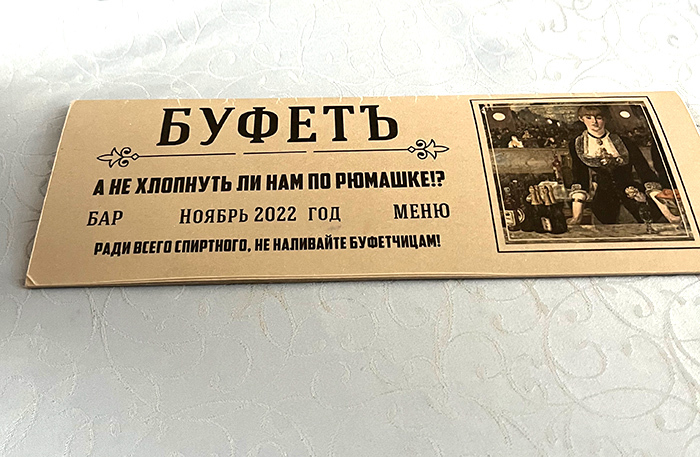 БУФЕТЪ
А НЕ ХЛОПНУТЬ ЛИ НАМ ПО РЮМАШКЕ!?
БАР НОЯБРЬ 2022 ГОД МЕНЮ
РАДИ ВСЕГО СПИРТНОГО, НЕ НАЛИВАЙТЕ БУФЕТЧИЦАМ!